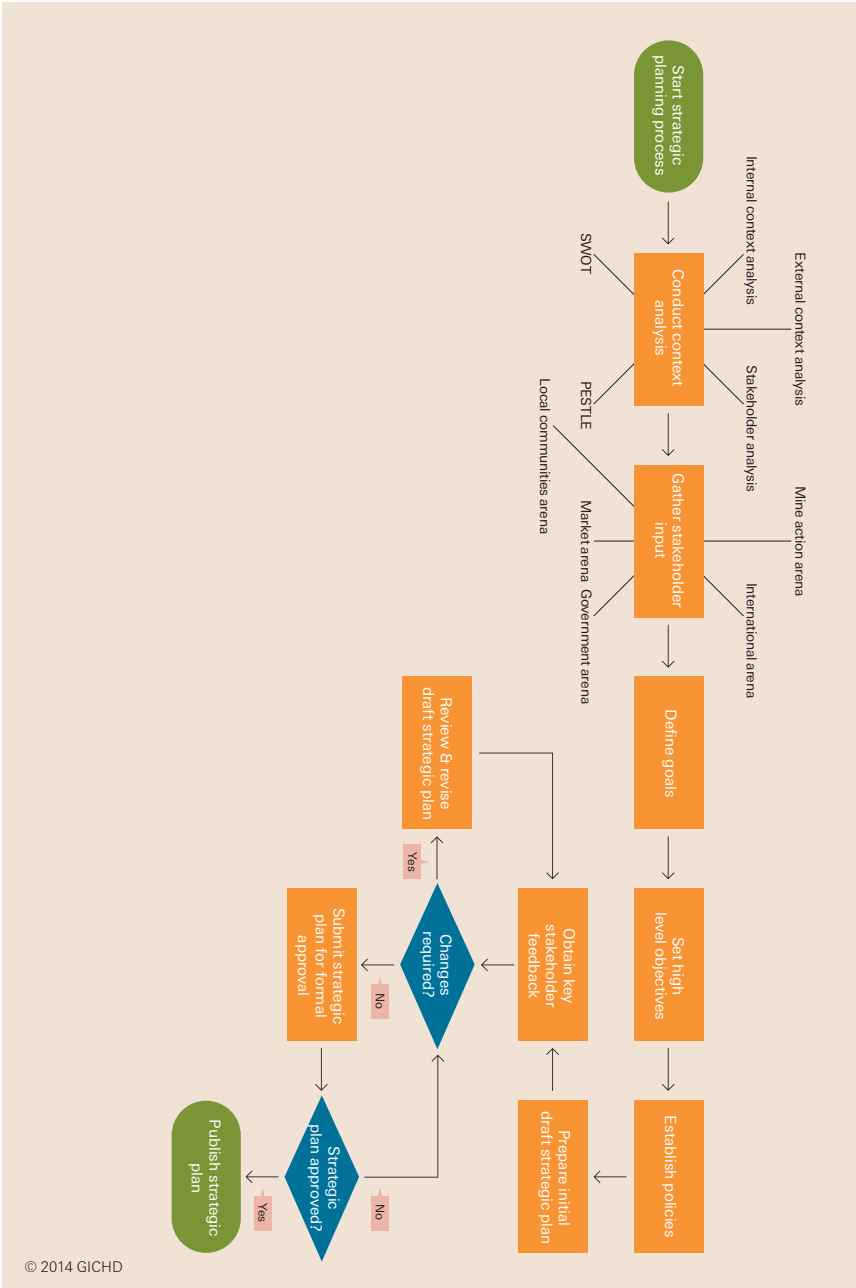 Start strategic
planning process
Internal context analysis
External context analysis
SWOT
Conduct context
analysis
PESTLE
Stakeholder analysis
Local communities arena
Mine action arena
Gather stakeholder
input
Market arena
Government arena
International arena
Define goals
Set high
level objectives
Establish policies
Prepare initial
draft strategic plan
Obtain key
stakeholder
feedback
Changes
required?
Yes
Review & revise
draft strategic plan
No
Submit strategic
plan for formal
approval
Strategic
plan approved?
No
Yes
Publish strategic
plan
© 2014 GICHD